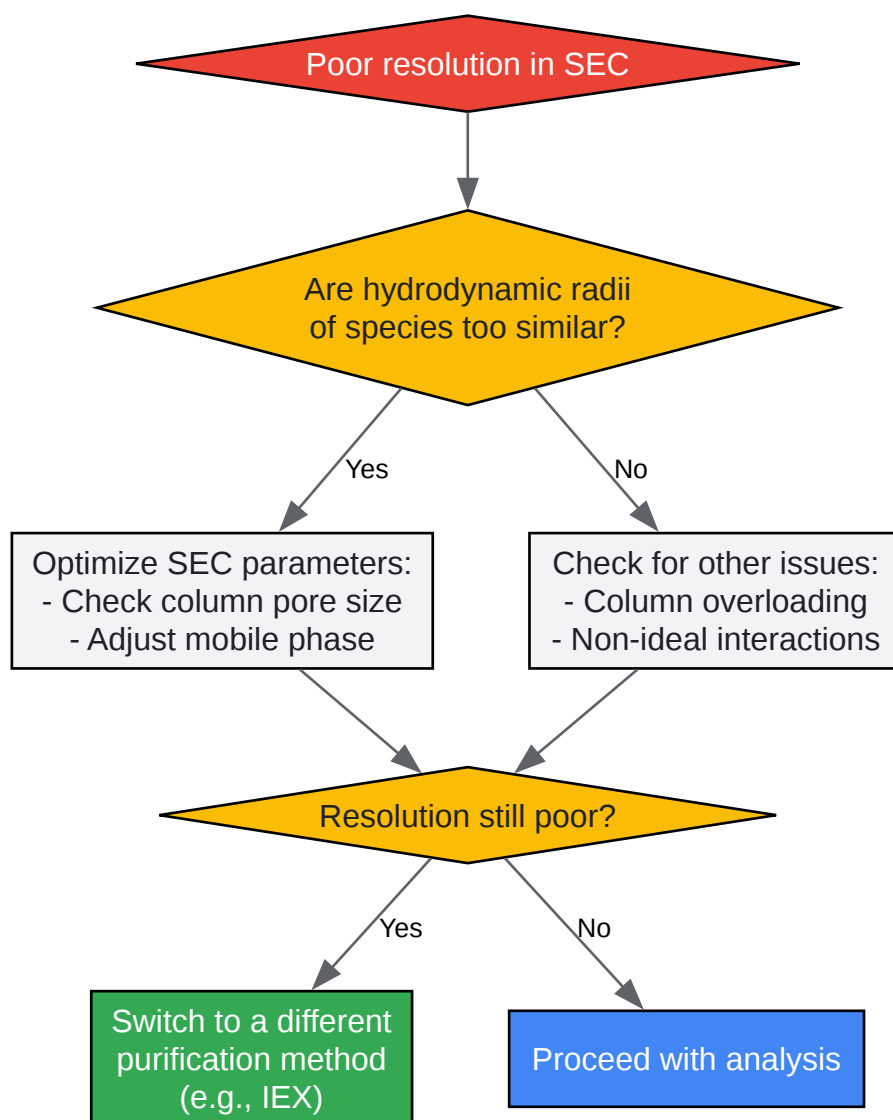 Poor resolution in SEC
Are hydrodynamic radii
of species too similar?
Yes
No
Optimize SEC parameters:
- Check column pore size
- Adjust mobile phase
Check for other issues:
- Column overloading
- Non-ideal interactions
Resolution still poor?
Yes
No
Switch to a different
purification method
(e.g., IEX)
Proceed with analysis